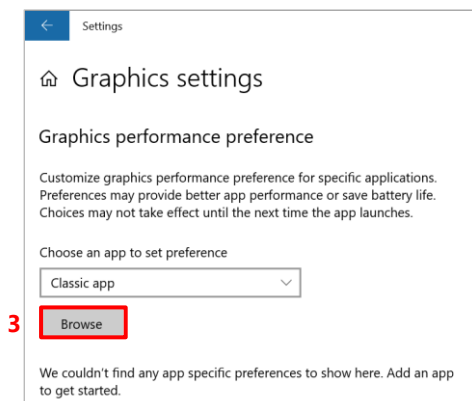 Settings
Graphics settings
Graphics performance preference
Customize graphics performance preference for specific applications.
Preferences may provide better app performance or save battery life.
Choices may not take effect until the next time the app launches.
Choose an app to set preference
Classic app
3 Browse
We couldn't find any app specific preferences to show here. Add an app
to get started.